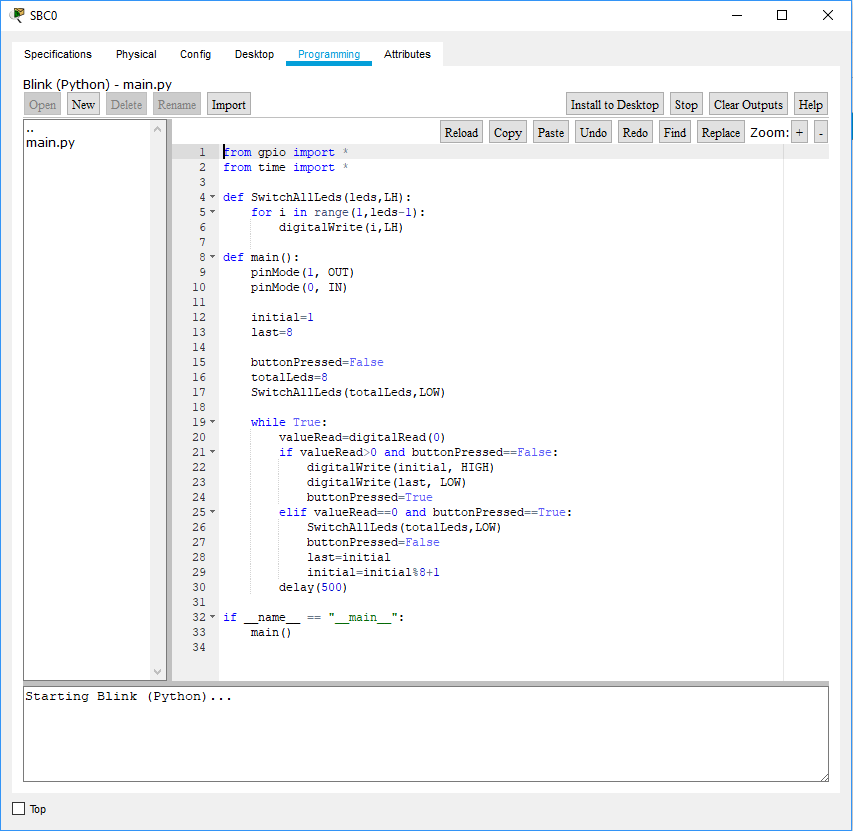 SBC0
Specifications Physical Config Desktop Programming Attributes
Blink (Python) - main.py
Open New Delete Rename Import Install to Desktop Stop Clear Outputs Help
..
main.py
Reload Copy Paste Undo Redo Find Replace Zoom: + -
1 from gpio import *
2 from time import *
3
4 def SwitchAllLeds(leds,LH):
5     for i in range(1,leds-1):
6         digitalWrite(i,LH)
7
8 def main():
9     pinMode(1, OUT)
10     pinMode(0, IN)
11
12     initial=1
13     last=8
14
15     buttonPressed=False
16     totalLeds=8
17     SwitchAllLeds(totalLeds,LOW)
18
19     while True:
20         valueRead=digitalRead(0)
21         if valueRead>0 and buttonPressed==False:
22             digitalWrite(initial, HIGH)
23             digitalWrite(last, LOW)
24             buttonPressed=True
25         elif valueRead==0 and buttonPressed==True:
26             SwitchAllLeds(totalLeds,LOW)
27             buttonPressed=False
28             last=initial
29             initial=initial%8+1
30         delay(500)
31
32 if __name__ == "__main__":
33     main()
34
Starting Blink (Python)...
Top